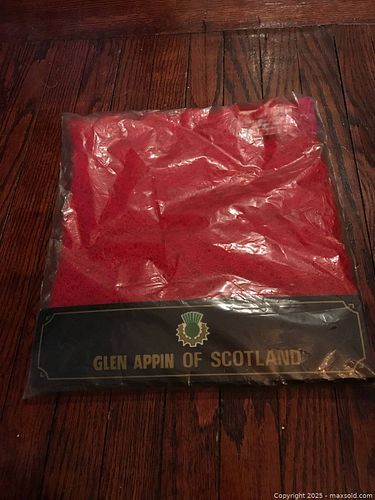 GLEN APPIN OF SCOTLAND
Copyright 2025 - maxsold.com